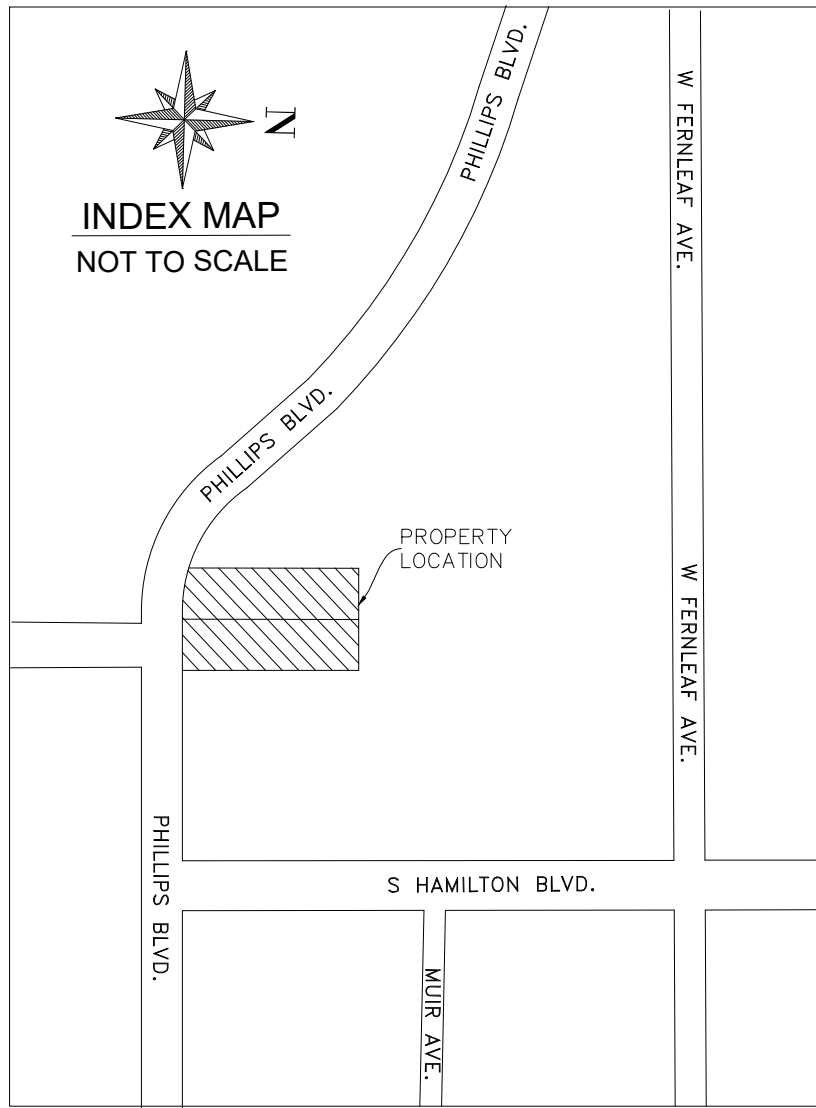 PHILLIPS BLVD.
W FERNLEAF AVE.
N
INDEX MAP
NOT TO SCALE
PHILLIPS BLVD.
PROPERTY
LOCATION
W FERNLEAF AVE.
PHILLIPS BLVD.
S HAMILTON BLVD.
MUIR AVE.